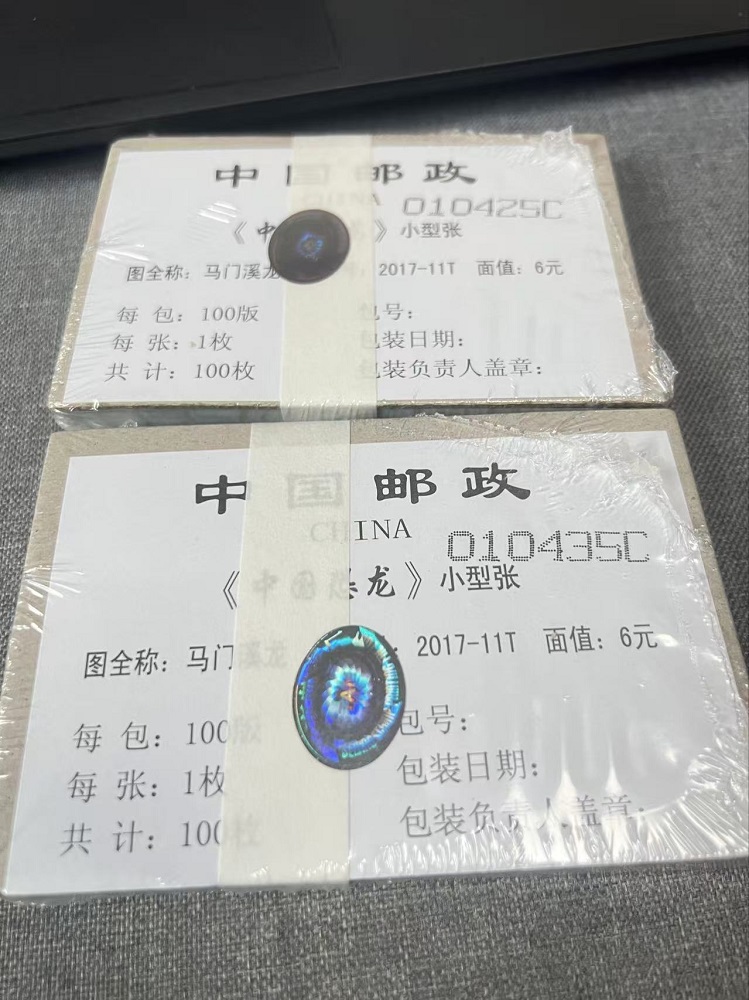 中国邮政
CHINA
010425C
《中 》小型张
图全称：马门溪龙 2017-11T 面值：6元
每 包：100版 包号：
每 张：1枚 包装日期：
共 计：100枚 包装负责人盖章：
中国邮政
CHINA
010435C
《中国恐龙》小型张
图全称：马门溪龙 ：2017-11T 面值：6元
每 包：100版 包号：
每 张：1枚 包装日期：
共 计：100枚 包装负责人盖章：